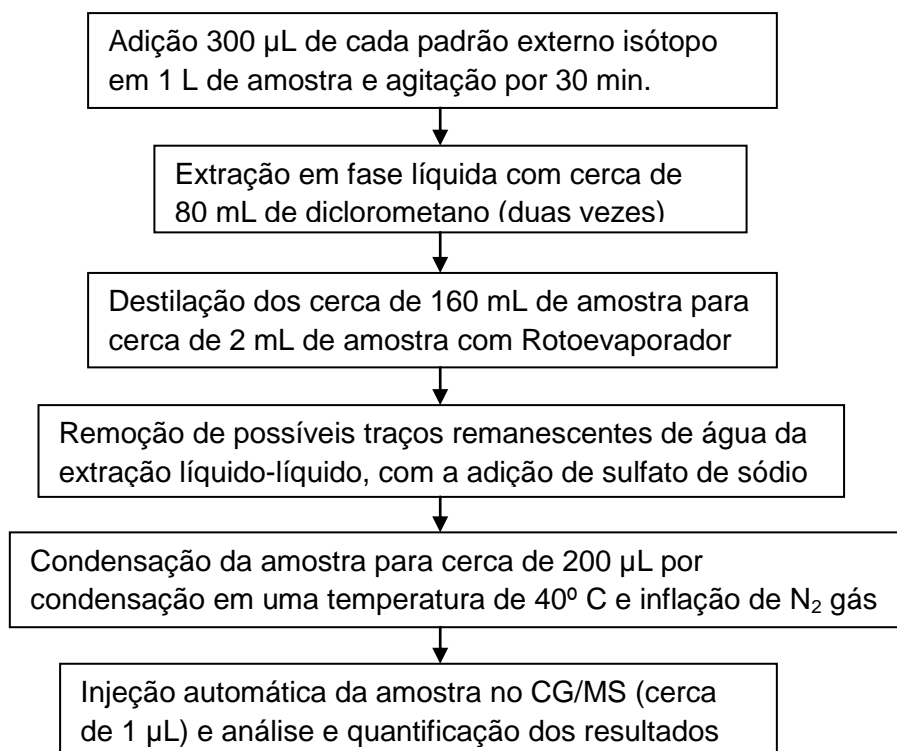 Adição 300 µL de cada padrão externo isótopo
em 1 L de amostra e agitação por 30 min.
Extração em fase líquida com cerca de
80 mL de diclorometano (duas vezes)
Destilação dos cerca de 160 mL de amostra para
cerca de 2 mL de amostra com Rotoevaporador
Remoção de possíveis traços remanescentes de água da
extração líquido-líquido, com a adição de sulfato de sódio
Condensação da amostra para cerca de 200 µL por
condensação em uma temperatura de 40º C e inflação de N₂ gás
Injeção automática da amostra no CG/MS (cerca
de 1 µL) e análise e quantificação dos resultados